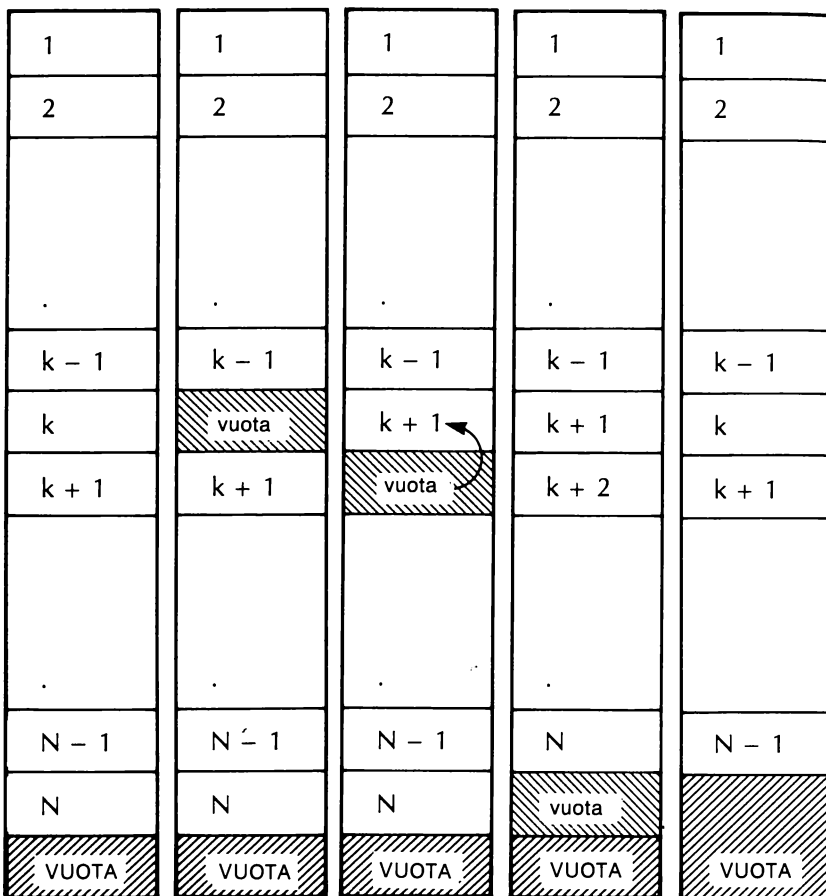 1
2
.
k – 1
k
k + 1
.
N – 1
N
VUOTA
1
2
.
k – 1
vuota
k + 1
.
N – 1
N
VUOTA
1
2
.
k – 1
k + 1
vuota
.
N – 1
N
VUOTA
1
2
.
k – 1
k + 1
k + 2
.
N
vuota
VUOTA
1
2
k – 1
k
k + 1
N – 1
VUOTA